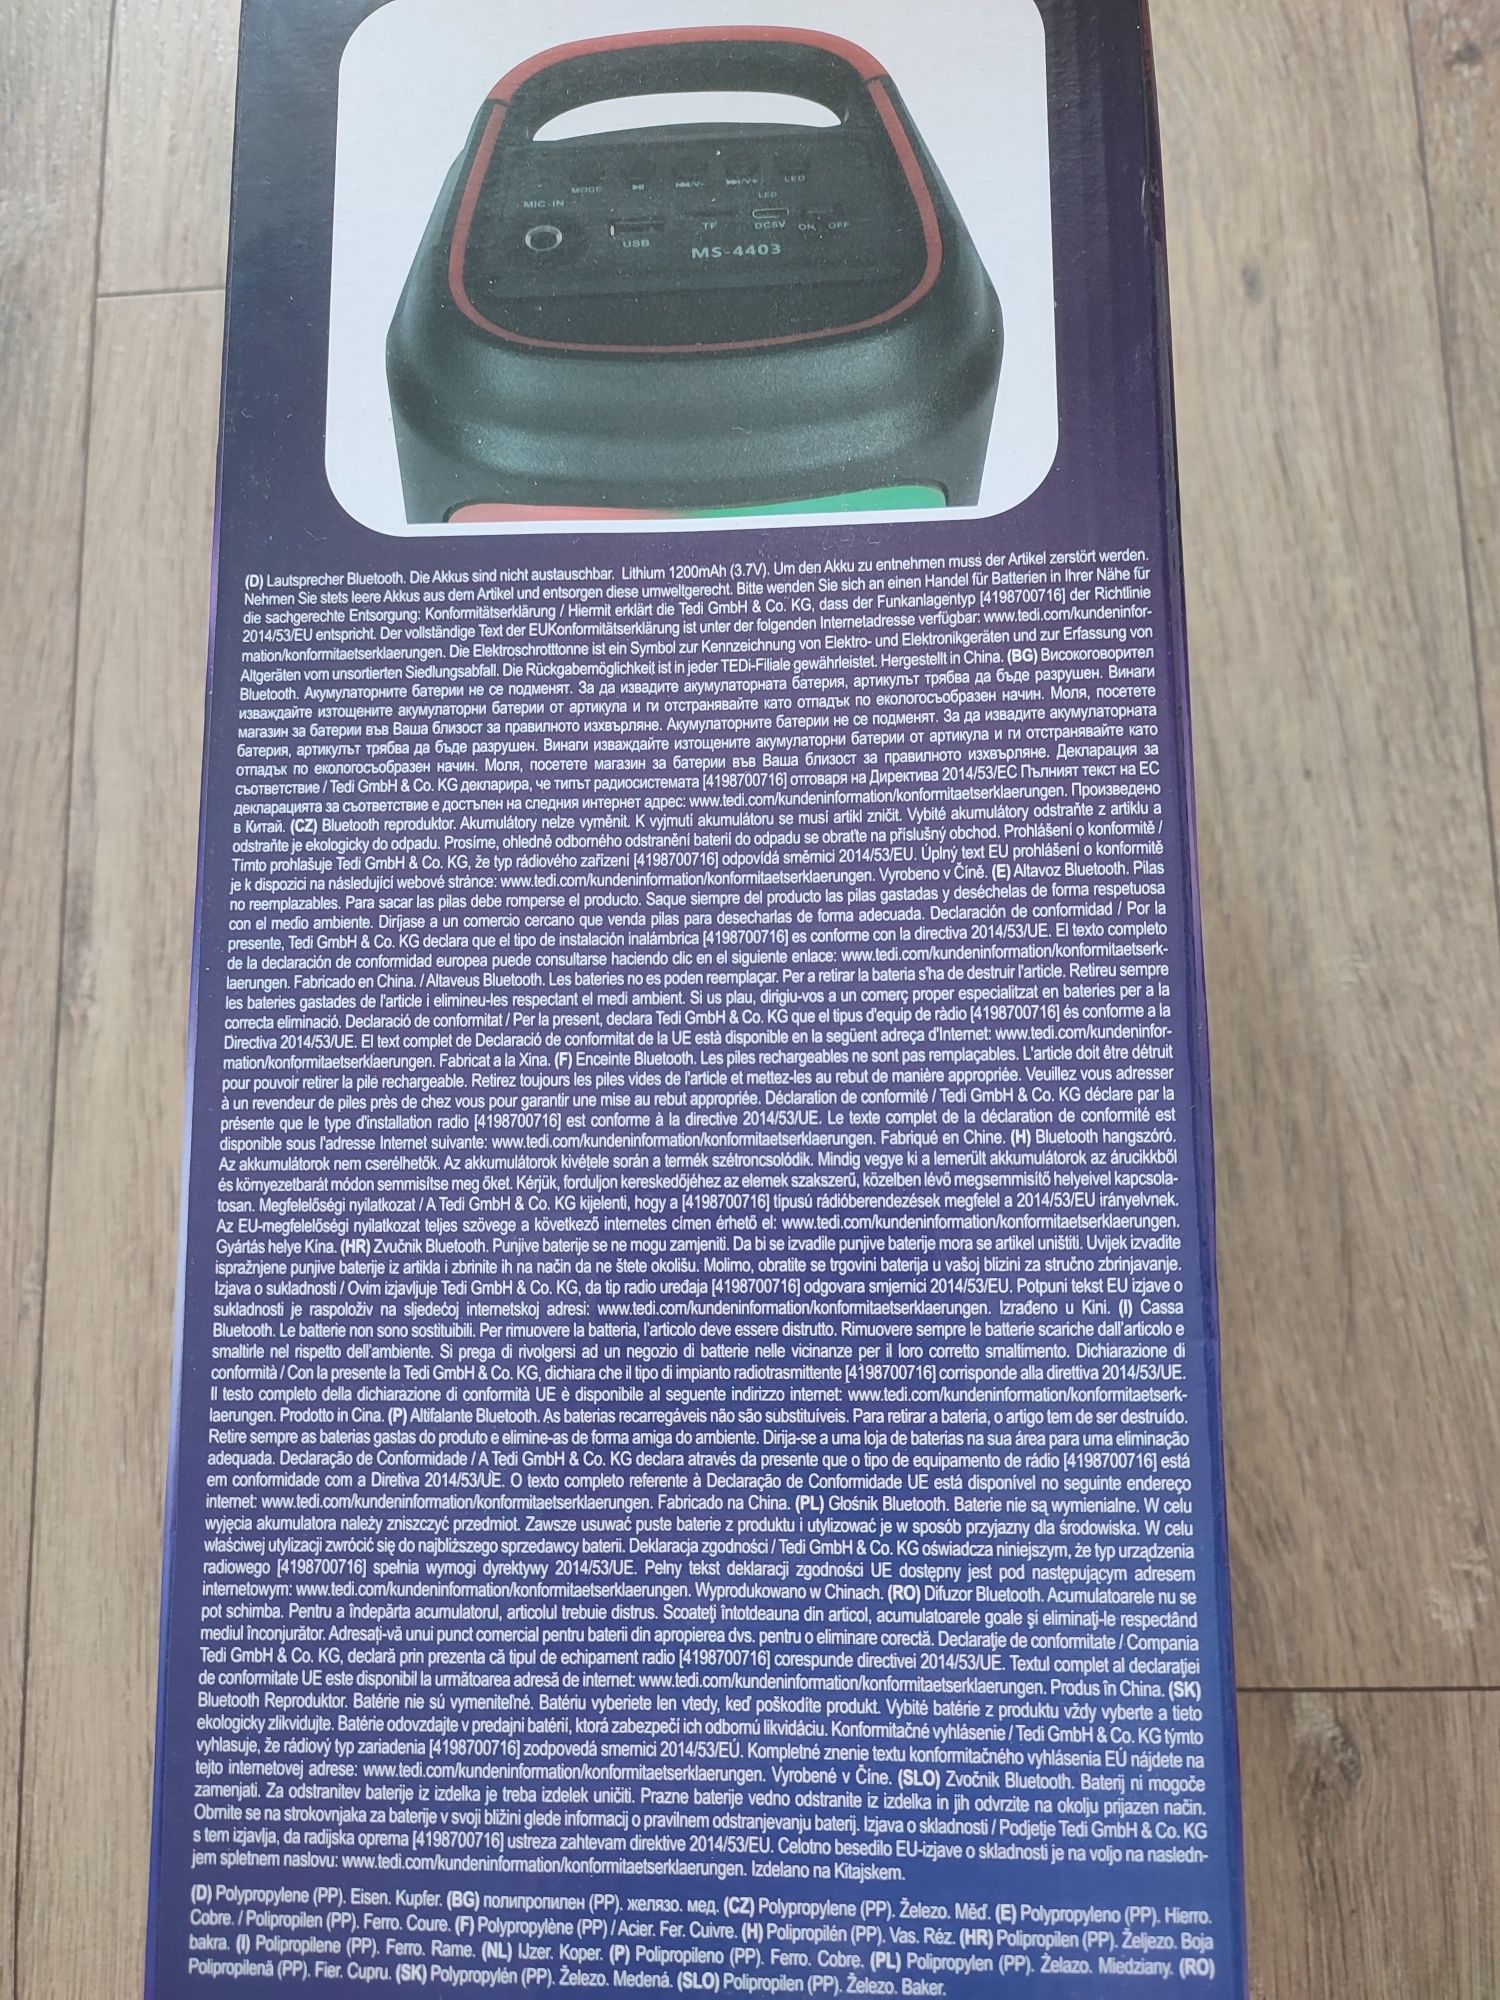 MODE ⏯ ⏮/V- ⏭/V+ LED
LED
MIC-IN
USB TF DC5V ON OFF
MS-4403
(D) Lautsprecher Bluetooth. Die Akkus sind nicht austauschbar. Lithium 1200mAh (3.7V). Um den Akku zu entnehmen muss der Artikel zerstört werden.
Nehmen Sie stets leere Akkus aus dem Artikel und entsorgen diese umweltgerecht. Bitte wenden Sie sich an einen Handel für Batterien in Ihrer Nähe für
die sachgerechte Entsorgung: Konformitätserklärung / Hiermit erklärt die Tedi GmbH & Co. KG, dass der Funkanlagentyp [4198700716] der Richtlinie
2014/53/EU entspricht. Der vollständige Text der EUKonformitätserklärung ist unter der folgenden Internetadresse verfügbar: www.tedi.com/kundeninfor-
mation/konformitaetserklaerungen. Die Elektroschrotttonne ist ein Symbol zur Kennzeichnung von Elektro- und Elektronikgeräten und zur Erfassung von
Altgeräten vom unsortierten Siedlungsabfall. Die Rückgabemöglichkeit ist in jeder TEDi-Filiale gewährleistet. Hergestellt in China. (BG) Високоговорител
Bluetooth. Акумулаторните батерии не се подменят. За да извадите акумулаторната батерия, артикулът трябва да бъде разрушен. Винаги
изваждайте изтощените акумулаторни батерии от артикула и ги отстранявайте като отпадък по екологосъобразен начин. Моля, посетете
магазин за батерии във Ваша близост за правилното изхвърляне. Акумулаторните батерии не се подменят. За да извадите акумулаторната
батерия, артикулът трябва да бъде разрушен. Винаги изваждайте изтощените акумулаторни батерии от артикула и ги отстранявайте като
отпадък по екологосъобразен начин. Моля, посетете магазин за батерии във Ваша близост за правилното изхвърляне. Декларация за
съответствие / Tedi GmbH & Co. KG декларира, че типът радиосистемата [4198700716] отговаря на Директива 2014/53/ЕС Пълният текст на ЕС
декларацията за съответствие е достъпен на следния интернет адрес: www.tedi.com/kundeninformation/konformitaetserklaerungen. Произведено
в Китай. (CZ) Bluetooth reproduktor. Akumulátory nelze vyměnit. K vyjmutí akumulátoru se musí artikl zničit. Vybité akumulátory odstraňte z artiklu a
odstraňte je ekologicky do odpadu. Prosíme, ohledně odborného odstranění baterií do odpadu se obraťte na příslušný obchod. Prohlášení o konformitě /
Tímto prohlašuje Tedi GmbH & Co. KG, že typ rádiového zařízení [4198700716] odpovídá směrnici 2014/53/EU. Úplný text EU prohlášení o konformitě
je k dispozici na následující webové stránce: www.tedi.com/kundeninformation/konformitaetserklaerungen. Vyrobeno v Číně. (E) Altavoz Bluetooth. Pilas
no reemplazables. Para sacar las pilas debe romperse el producto. Saque siempre del producto las pilas gastadas y deséchelas de forma respetuosa
con el medio ambiente. Diríjase a un comercio cercano que venda pilas para desecharlas de forma adecuada. Declaración de conformidad / Por la
presente, Tedi GmbH & Co. KG declara que el tipo de instalación inalámbrica [4198700716] es conforme con la directiva 2014/53/UE. El texto completo
de la declaración de conformidad europea puede consultarse haciendo clic en el siguiente enlace: www.tedi.com/kundeninformation/konformitaetserk-
laerungen. Fabricado en China. / Altaveus Bluetooth. Les bateries no es poden reemplaçar. Per a retirar la bateria s'ha de destruir l'article. Retireu sempre
les bateries gastades de l'article i elimineu-les respectant el medi ambient. Si us plau, dirigiu-vos a un comerç proper especialitzat en bateries per a la
correcta eliminació. Declaració de conformitat / Per la present, declara Tedi GmbH & Co. KG que el tipus d'equip de ràdio [4198700716] és conforme a la
Directiva 2014/53/UE. El text complet de Declaració de conformitat de la UE està disponible en la següent adreça d'Internet: www.tedi.com/kundeninfor-
mation/konformitaetserklaerungen. Fabricat a la Xina. (F) Enceinte Bluetooth. Les piles rechargeables ne sont pas remplaçables. L'article doit être détruit
pour pouvoir retirer la pile rechargeable. Retirez toujours les piles vides de l'article et mettez-les au rebut de manière appropriée. Veuillez vous adresser
à un revendeur de piles près de chez vous pour garantir une mise au rebut appropriée. Déclaration de conformité / Tedi GmbH & Co. KG déclare par la
présente que le type d'installation radio [4198700716] est conforme à la directive 2014/53/UE. Le texte complet de la déclaration de conformité est
disponible sous l'adresse Internet suivante: www.tedi.com/kundeninformation/konformitaetserklaerungen. Fabriqué en Chine. (H) Bluetooth hangszóró.
Az akkumulátorok nem cserélhetők. Az akkumulátorok kivétele során a termék szétroncsolódik. Mindig vegye ki a lemerült akkumulátorok az árucikkből
és környezetbarát módon semmisítse meg őket. Kérjük, forduljon kereskedőjéhez az elemek szakszerű, közelben lévő megsemmisítő helyeivel kapcsola-
tosan. Megfelelőségi nyilatkozat / A Tedi GmbH & Co. KG kijelenti, hogy a [4198700716] típusú rádióberendezések megfelel a 2014/53/EU irányelvnek.
Az EU-megfelelőségi nyilatkozat teljes szövege a következő internetes címen érhető el: www.tedi.com/kundeninformation/konformitaetserklaerungen.
Gyártás helye Kína. (HR) Zvučnik Bluetooth. Punjive baterije se ne mogu zamjeniti. Da bi se izvadile punjive baterije mora se artikel uništiti. Uvijek izvadite
ispražnjene punjive baterije iz artikla i zbrinite ih na način da ne štete okolišu. Molimo, obratite se trgovini baterija u vašoj blizini za stručno zbrinjavanje.
Izjava o sukladnosti / Ovim izjavljuje Tedi GmbH & Co. KG, da tip radio uređaja [4198700716] odgovara smjernici 2014/53/EU. Potpuni tekst EU izjave o
sukladnosti je raspoloživ na sljedećoj internetskoj adresi: www.tedi.com/kundeninformation/konformitaetserklaerungen. Izrađeno u Kini. (I) Cassa
Bluetooth. Le batterie non sono sostituibili. Per rimuovere la batteria, l'articolo deve essere distrutto. Rimuovere sempre le batterie scariche dall'articolo e
smaltirle nel rispetto dell'ambiente. Si prega di rivolgersi ad un negozio di batterie nelle vicinanze per il loro corretto smaltimento. Dichiarazione di
conformità / Con la presente la Tedi GmbH & Co. KG, dichiara che il tipo di impianto radiotrasmittente [4198700716] corrisponde alla direttiva 2014/53/UE.
Il testo completo della dichiarazione di conformità UE è disponibile al seguente indirizzo internet: www.tedi.com/kundeninformation/konformitaetserk-
laerungen. Prodotto in Cina. (P) Altifalante Bluetooth. As baterias recarregáveis não são substituíveis. Para retirar a bateria, o artigo tem de ser destruído.
Retire sempre as baterias gastas do produto e elimine-as de forma amiga do ambiente. Dirija-se a uma loja de baterias na sua área para uma eliminação
adequada. Declaração de Conformidade / A Tedi GmbH & Co. KG declara através da presente que o tipo de equipamento de rádio [4198700716] está
em conformidade com a Diretiva 2014/53/UE. O texto completo referente à Declaração de Conformidade UE está disponível no seguinte endereço
internet: www.tedi.com/kundeninformation/konformitaetserklaerungen. Fabricado na China. (PL) Głośnik Bluetooth. Baterie nie są wymienialne. W celu
wyjęcia akumulatora należy zniszczyć przedmiot. Zawsze usuwać puste baterie z produktu i utylizować je w sposób przyjazny dla środowiska. W celu
właściwej utylizacji zwrócić się do najbliższego sprzedawcy baterii. Deklaracja zgodności / Tedi GmbH & Co. KG oświadcza niniejszym, że typ urządzenia
radiowego [4198700716] spełnia wymogi dyrektywy 2014/53/UE. Pełny tekst deklaracji zgodności UE dostępny jest pod następującym adresem
internetowym: www.tedi.com/kundeninformation/konformitaetserklaerungen. Wyprodukowano w Chinach. (RO) Difuzor Bluetooth. Acumulatoarele nu se
pot schimba. Pentru a îndepărta acumulatorul, articolul trebuie distrus. Scoateţi întotdeauna din articol, acumulatoarele goale şi eliminaţi-le respectând
mediul înconjurător. Adresaţi-vă unui punct comercial pentru baterii din apropierea dvs. pentru o eliminare corectă. Declaraţie de conformitate / Compania
Tedi GmbH & Co. KG, declară prin prezenta că tipul de echipament radio [4198700716] corespunde directivei 2014/53/UE. Textul complet al declaraţiei
de conformitate UE este disponibil la următoarea adresă de internet: www.tedi.com/kundeninformation/konformitaetserklaerungen. Produs în China. (SK)
Bluetooth Reproduktor. Batérie nie sú vymeniteľné. Batériu vyberiete len vtedy, keď poškodíte produkt. Vybité batérie z produktu vždy vyberte a tieto
ekologicky zlikvidujte. Batérie odovzdajte v predajni batérií, ktorá zabezpečí ich odbornú likvidáciu. Konformitačné vyhlásenie / Tedi GmbH & Co. KG týmto
vyhlasuje, že rádiový typ zariadenia [4198700716] zodpovedá smernici 2014/53/EÚ. Kompletné znenie textu konformitačného vyhlásenia EÚ nájdete na
tejto internetovej adrese: www.tedi.com/kundeninformation/konformitaetserklaerungen. Vyrobené v Číne. (SLO) Zvočnik Bluetooth. Baterij ni mogoče
zamenjati. Za odstranitev baterije iz izdelka je treba izdelek uničiti. Prazne baterije vedno odstranite iz izdelka in jih odvrzite na okolju prijazen način.
Obrnite se na strokovnjaka za baterije v svoji bližini glede informacij o pravilnem odstranjevanju baterij. Izjava o skladnosti / Podjetje Tedi GmbH & Co. KG
s tem izjavlja, da radijska oprema [4198700716] ustreza zahtevam direktive 2014/53/EU. Celotno besedilo EU-izjave o skladnosti je na voljo na nasledn-
jem spletnem naslovu: www.tedi.com/kundeninformation/konformitaetserklaerungen. Izdelano na Kitajskem.
(D) Polypropylene (PP). Eisen. Kupfer. (BG) полипропилен (PP). желязо. мед. (CZ) Polypropylene (PP). Železo. Měď. (E) Polypropyleno (PP). Hierro.
Cobre. / Polipropilen (PP). Ferro. Coure. (F) Polypropylène (PP) / Acier. Fer. Cuivre. (H) Polipropilén (PP). Vas. Réz. (HR) Polipropilen (PP). Željezo. Boja
bakra. (I) Polipropilene (PP). Ferro. Rame. (NL) IJzer. Koper. (P) Polipropileno (PP). Ferro. Cobre. (PL) Polipropylen (PP). Żelazo. Miedziany. (RO)
Polipropilenă (PP). Fier. Cupru. (SK) Polypropylén (PP). Železo. Medená. (SLO) Polipropilen (PP). Železo. Baker.